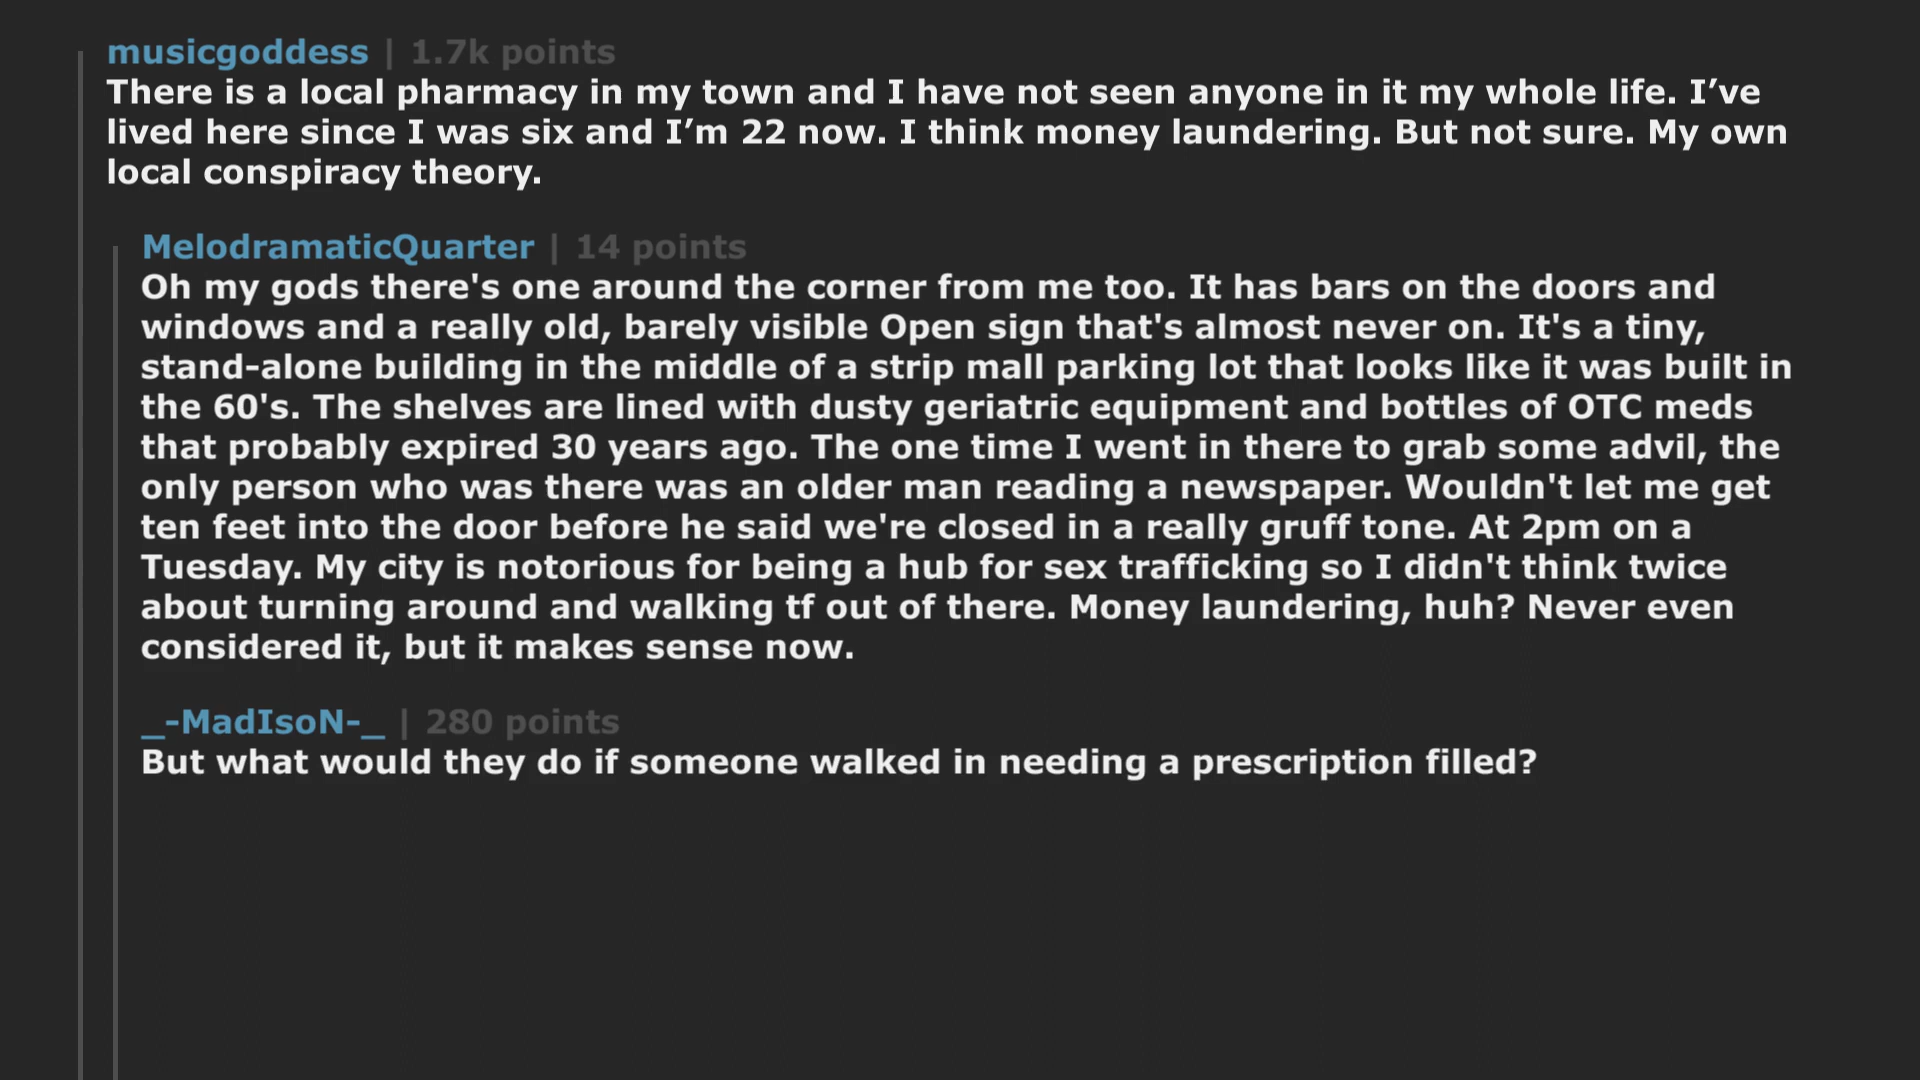 musicgoddess | 1.7k points
There is a local pharmacy in my town and I have not seen anyone in it my whole life. I’ve
lived here since I was six and I’m 22 now. I think money laundering. But not sure. My own
local conspiracy theory.
MelodramaticQuarter | 14 points
Oh my gods there's one around the corner from me too. It has bars on the doors and
windows and a really old, barely visible Open sign that's almost never on. It's a tiny,
stand-alone building in the middle of a strip mall parking lot that looks like it was built in
the 60's. The shelves are lined with dusty geriatric equipment and bottles of OTC meds
that probably expired 30 years ago. The one time I went in there to grab some advil, the
only person who was there was an older man reading a newspaper. Wouldn't let me get
ten feet into the door before he said we're closed in a really gruff tone. At 2pm on a
Tuesday. My city is notorious for being a hub for sex trafficking so I didn't think twice
about turning around and walking tf out of there. Money laundering, huh? Never even
considered it, but it makes sense now.
_-MadIsoN-_ | 280 points
But what would they do if someone walked in needing a prescription filled?